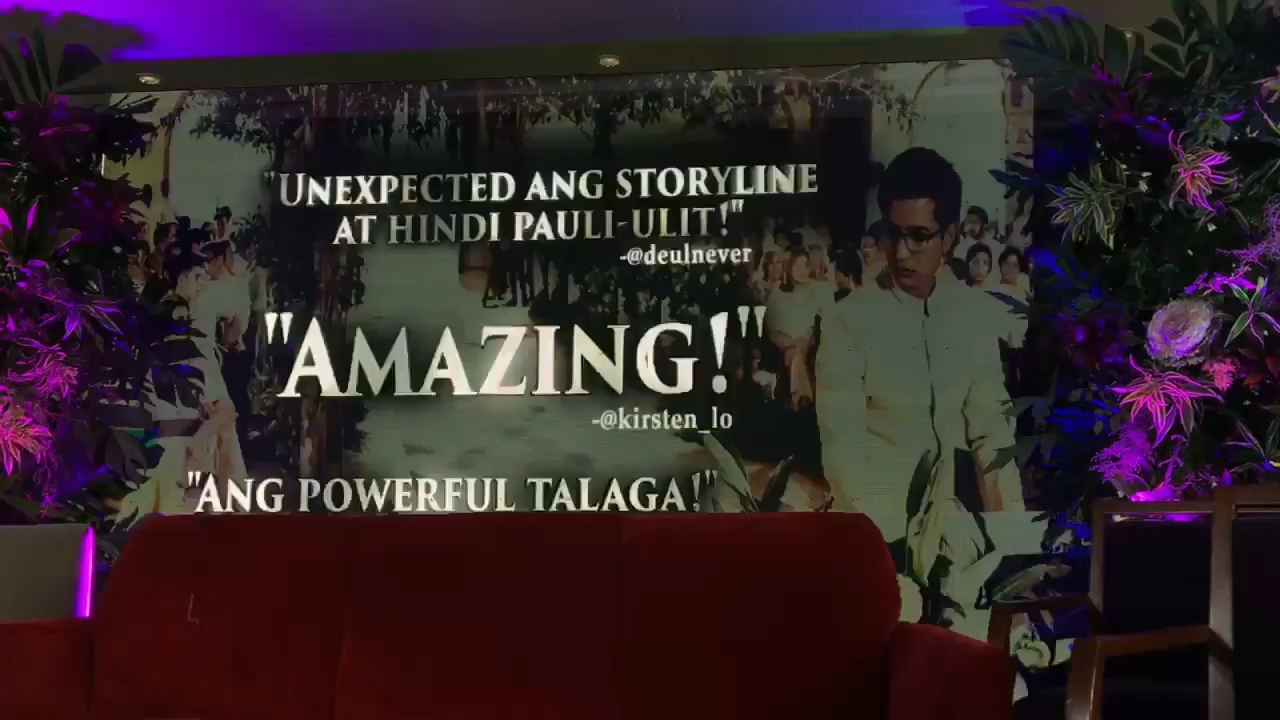 "UNEXPECTED ANG STORYLINE
AT HINDI PAULI-ULIT!"
-@deulnever
"AMAZING!"
-@kirsten_lo
"ANG POWERFUL TALAGA!"